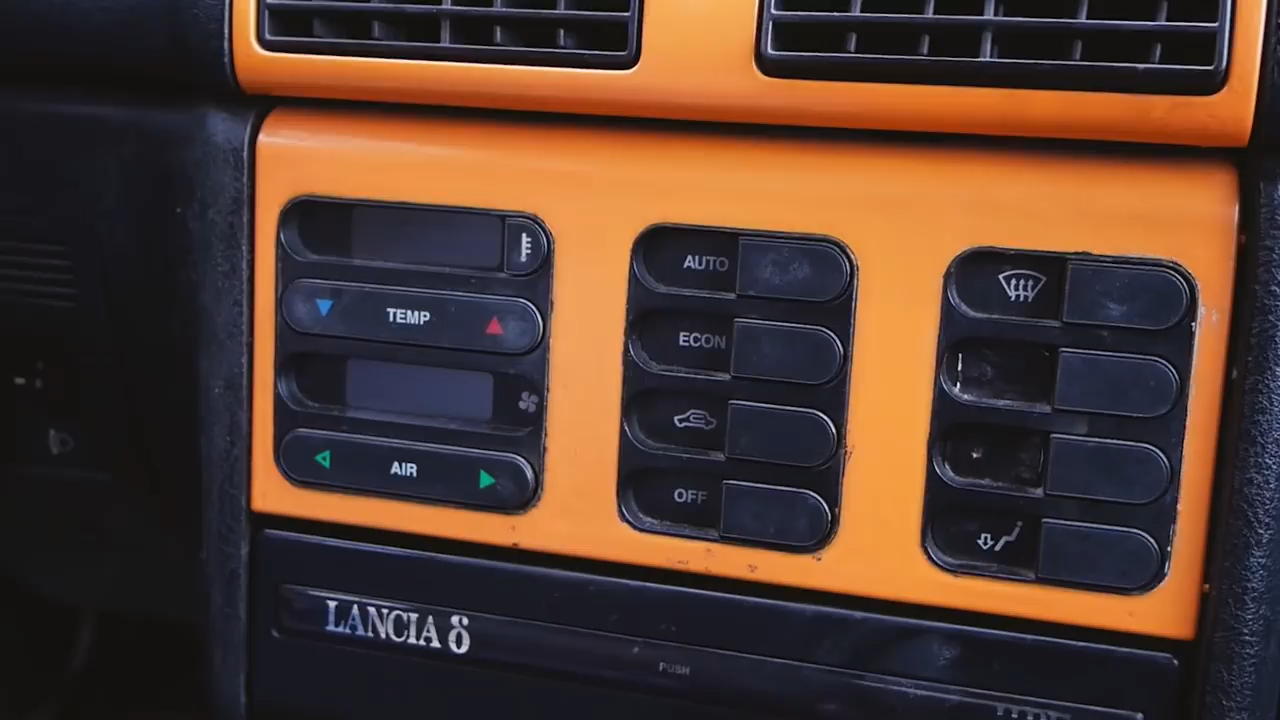 TEMP
AIR
AUTO
ECON
OFF
LANCIA δ
PUSH